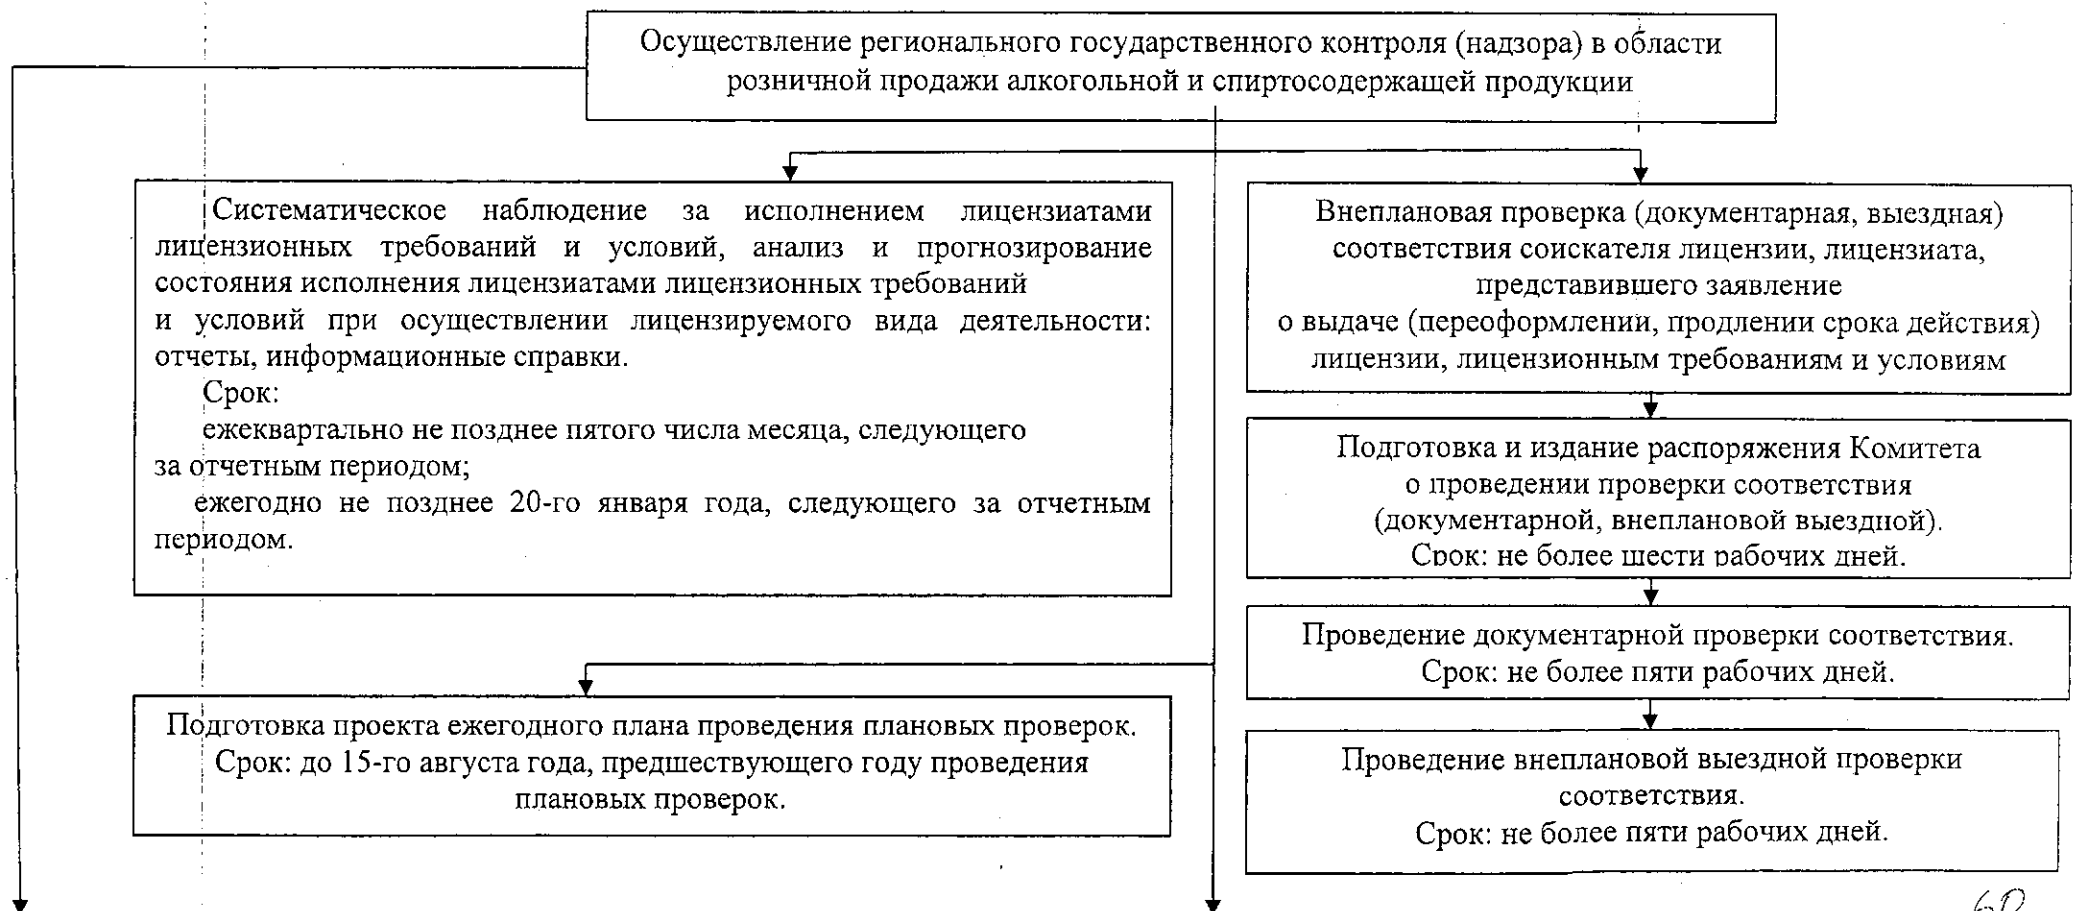 Осуществление регионального государственного контроля (надзора) в области
розничной продажи алкогольной и спиртосодержащей продукции
Систематическое наблюдение за исполнением лицензиатами
лицензионных требований и условий, анализ и прогнозирование
состояния исполнения лицензиатами лицензионных требований
и условий при осуществлении лицензируемого вида деятельности:
отчеты, информационные справки.
Срок:
ежеквартально не позднее пятого числа месяца, следующего
за отчетным периодом;
ежегодно не позднее 20-го января года, следующего за отчетным
периодом.
Подготовка проекта ежегодного плана проведения плановых проверок.
Срок: до 15-го августа года, предшествующего году проведения
плановых проверок.
Внеплановая проверка (документарная, выездная)
соответствия соискателя лицензии, лицензиата,
представившего заявление
о выдаче (переоформлении, продлении срока действия)
лицензии, лицензионным требованиям и условиям
Подготовка и издание распоряжения Комитета
о проведении проверки соответствия
(документарной, внеплановой выездной).
Срок: не более шести рабочих дней.
Проведение документарной проверки соответствия.
Срок: не более пяти рабочих дней.
Проведение внеплановой выездной проверки
соответствия.
Срок: не более пяти рабочих дней.